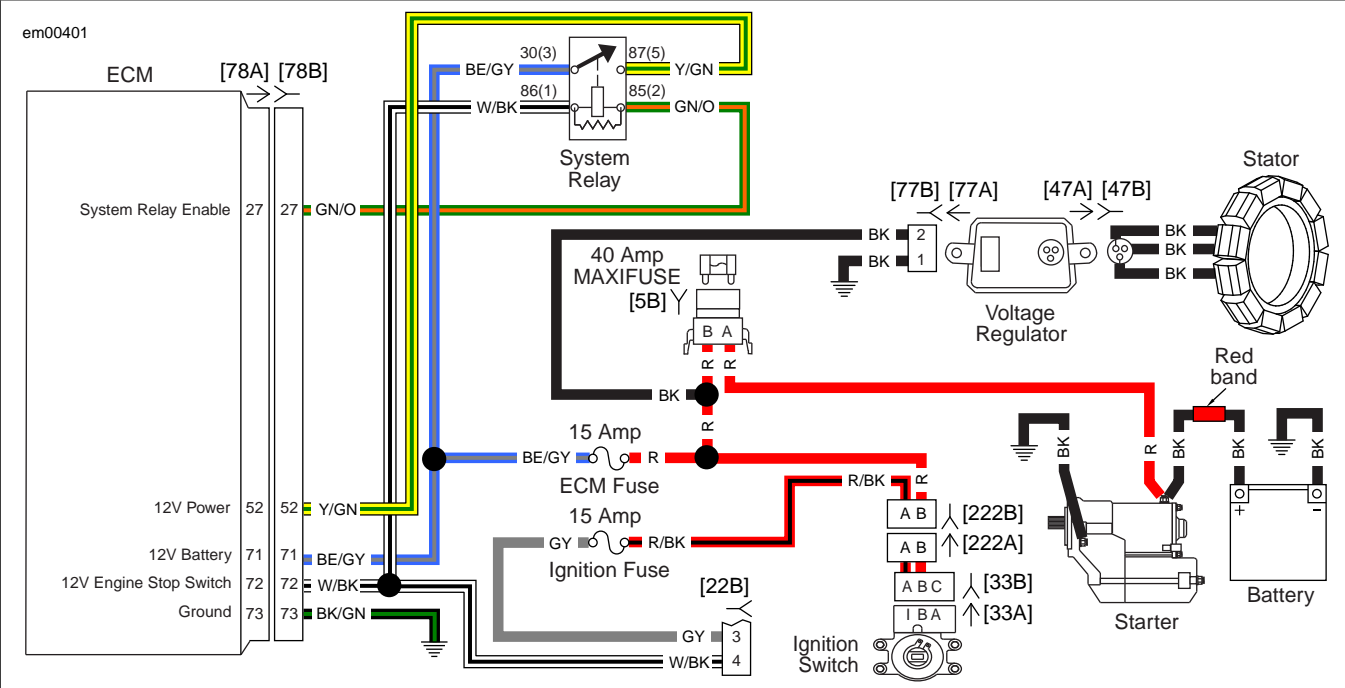 em00401
ECM
[78A]
[78B]
30(3)
87(5)
BE/GY
Y/GN
86(1)
85(2)
W/BK
GN/O
System
Relay
System Relay Enable
27
27
GN/O
Stator
[77B]
[77A]
[47A]
[47B]
BK
2
BK
1
BK
BK
BK
40 Amp
MAXIFUSE
[5B]
B A
R
R
Voltage
Regulator
Red
band
BK
R
15 Amp
BE/GY
R
ECM Fuse
R/BK
R
BK
R
BK
BK
BK
12V Power
52
52
Y/GN
15 Amp
GY
R/BK
Ignition Fuse
A B
[222B]
A B
[222A]
+
-
12V Battery
71
71
BE/GY
12V Engine Stop Switch
72
72
W/BK
Ground
73
73
BK/GN
[22B]
A B C
[33B]
I B A
[33A]
GY
3
W/BK
4
Ignition
Switch
Starter
Battery